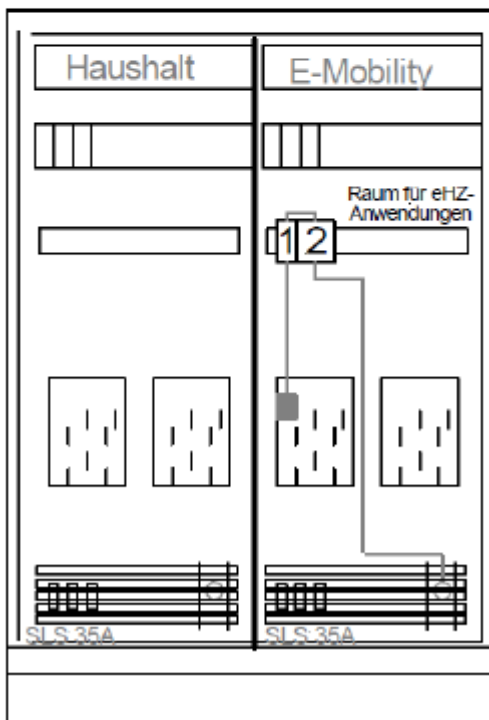 Haushalt
E-Mobility
Raum für eHZ-
Anwendungen
1 2
SLS 35A
SLS 35A